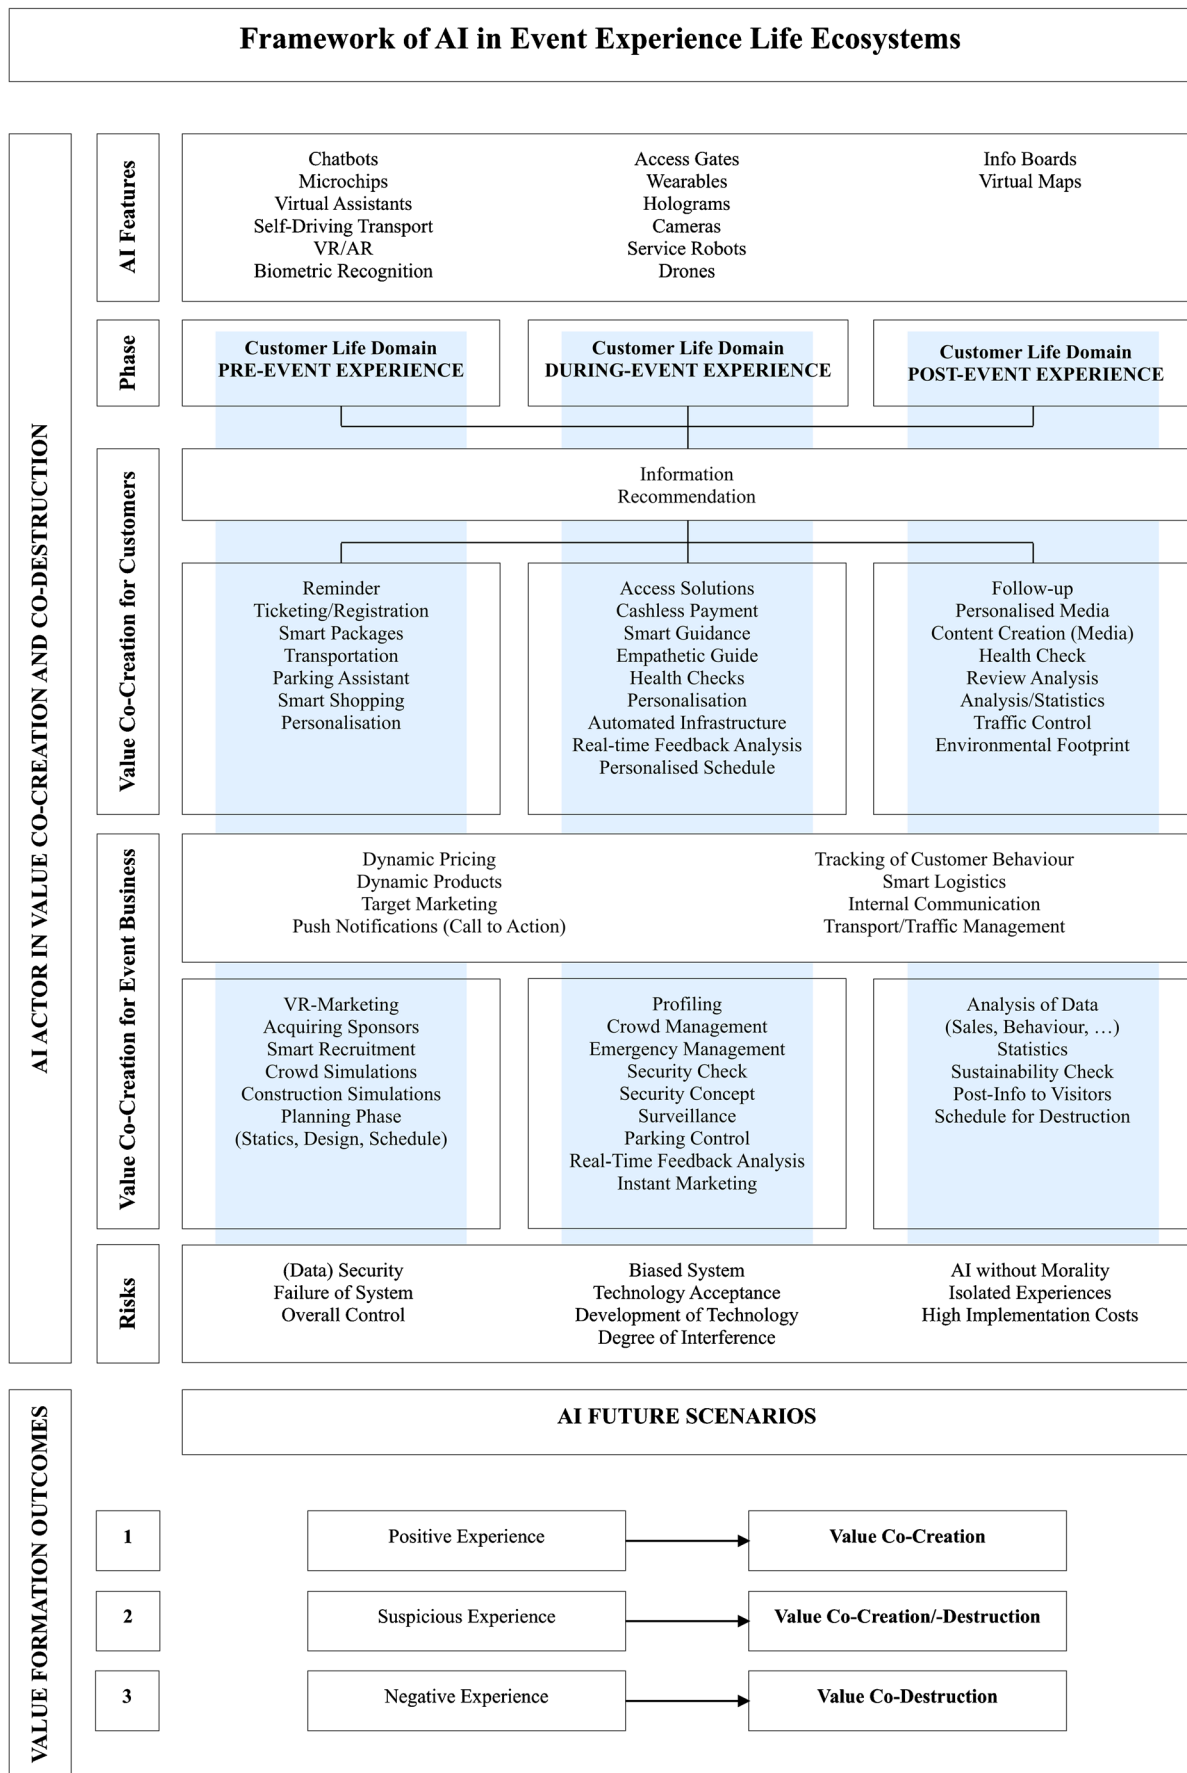 Framework of AI in Event Experience Life Ecosystems
AI ACTOR IN VALUE CO-CREATION AND CO-DESTRUCTION
AI Features
Chatbots
Microchips
Virtual Assistants
Self-Driving Transport
VR/AR
Biometric Recognition
Access Gates
Wearables
Holograms
Cameras
Service Robots
Drones
Info Boards
Virtual Maps
Phase
Customer Life Domain
PRE-EVENT EXPERIENCE
Customer Life Domain
DURING-EVENT EXPERIENCE
Customer Life Domain
POST-EVENT EXPERIENCE
Value Co-Creation for Customers
Information
Recommendation
Reminder
Ticketing/Registration
Smart Packages
Transportation
Parking Assistant
Smart Shopping
Personalisation
Access Solutions
Cashless Payment
Smart Guidance
Empathetic Guide
Health Checks
Personalisation
Automated Infrastructure
Real-time Feedback Analysis
Personalised Schedule
Follow-up
Personalised Media
Content Creation (Media)
Health Check
Review Analysis
Analysis/Statistics
Traffic Control
Environmental Footprint
Value Co-Creation for Event Business
Dynamic Pricing
Dynamic Products
Target Marketing
Push Notifications (Call to Action)
Tracking of Customer Behaviour
Smart Logistics
Internal Communication
Transport/Traffic Management
VR-Marketing
Acquiring Sponsors
Smart Recruitment
Crowd Simulations
Construction Simulations
Planning Phase
(Statics, Design, Schedule)
Profiling
Crowd Management
Emergency Management
Security Check
Security Concept
Surveillance
Parking Control
Real-Time Feedback Analysis
Instant Marketing
Analysis of Data
(Sales, Behaviour, …)
Statistics
Sustainability Check
Post-Info to Visitors
Schedule for Destruction
Risks
(Data) Security
Failure of System
Overall Control
Biased System
Technology Acceptance
Development of Technology
Degree of Interference
AI without Morality
Isolated Experiences
High Implementation Costs
VALUE FORMATION OUTCOMES
AI FUTURE SCENARIOS
1
Positive Experience
Value Co-Creation
2
Suspicious Experience
Value Co-Creation/-Destruction
3
Negative Experience
Value Co-Destruction